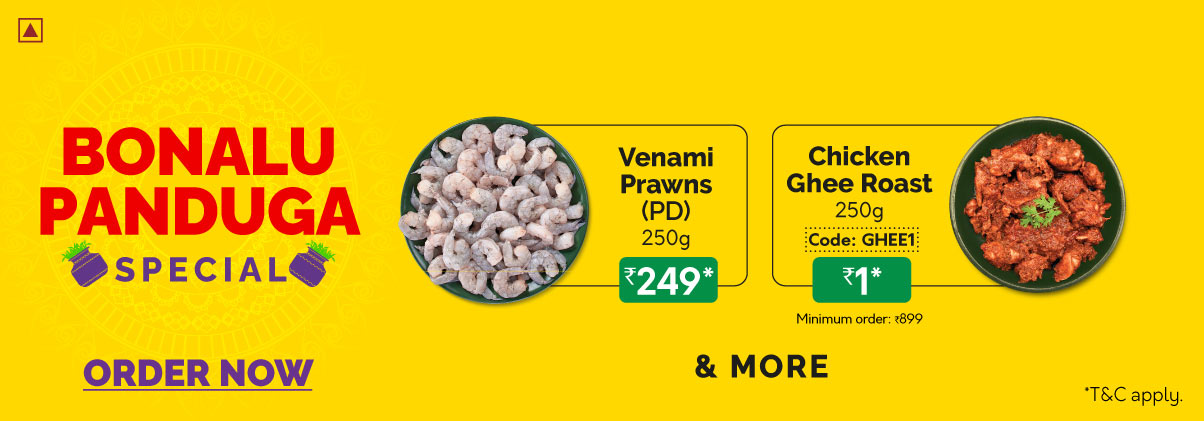 BONALU
PANDUGA
SPECIAL
ORDER NOW
Venami
Prawns
(PD)
250g
₹249*
Chicken
Ghee Roast
250g
Code: GHEE1
₹1*
Minimum order: ₹899
& MORE
*T&C apply.